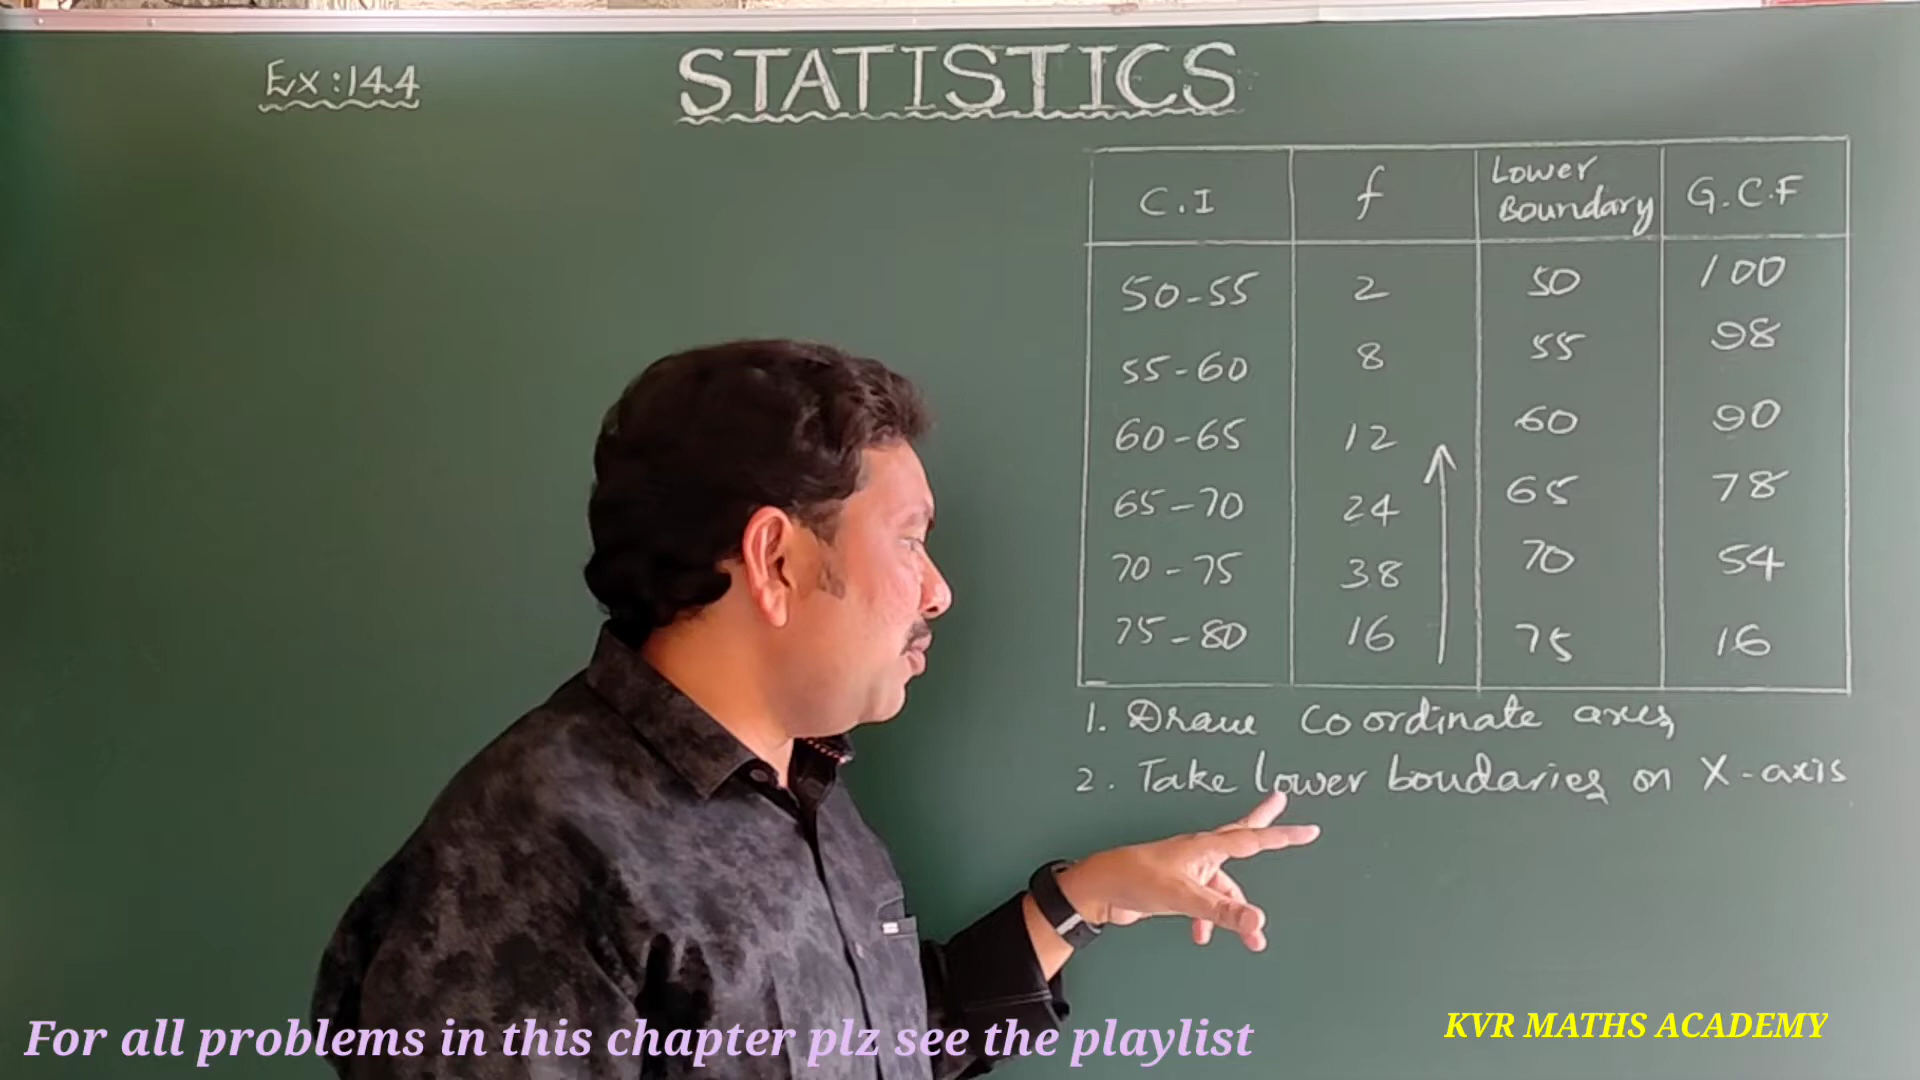 Ex:14.4
STATISTICS
C.I f Lower Boundary G.C.F
50-55 2 50 100
55-60 8 55 98
60-65 12 60 90
65-70 24 65 78
70-75 38 70 54
75-80 16 75 16
1. Draw Coordinate axes
2. Take lower boudaries on X-axis
For all problems in this chapter plz see the playlist
KVR MATHS ACADEMY